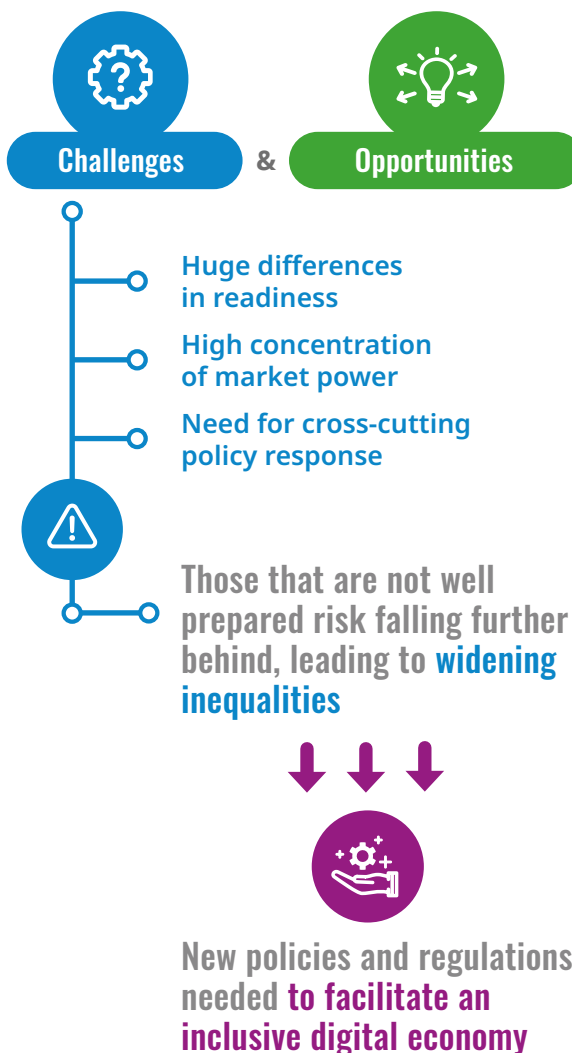 Challenges & Opportunities
Huge differences
in readiness
High concentration
of market power
Need for cross-cutting
policy response
Those that are not well
prepared risk falling further
behind, leading to widening
inequalities
New policies and regulations
needed to facilitate an
inclusive digital economy